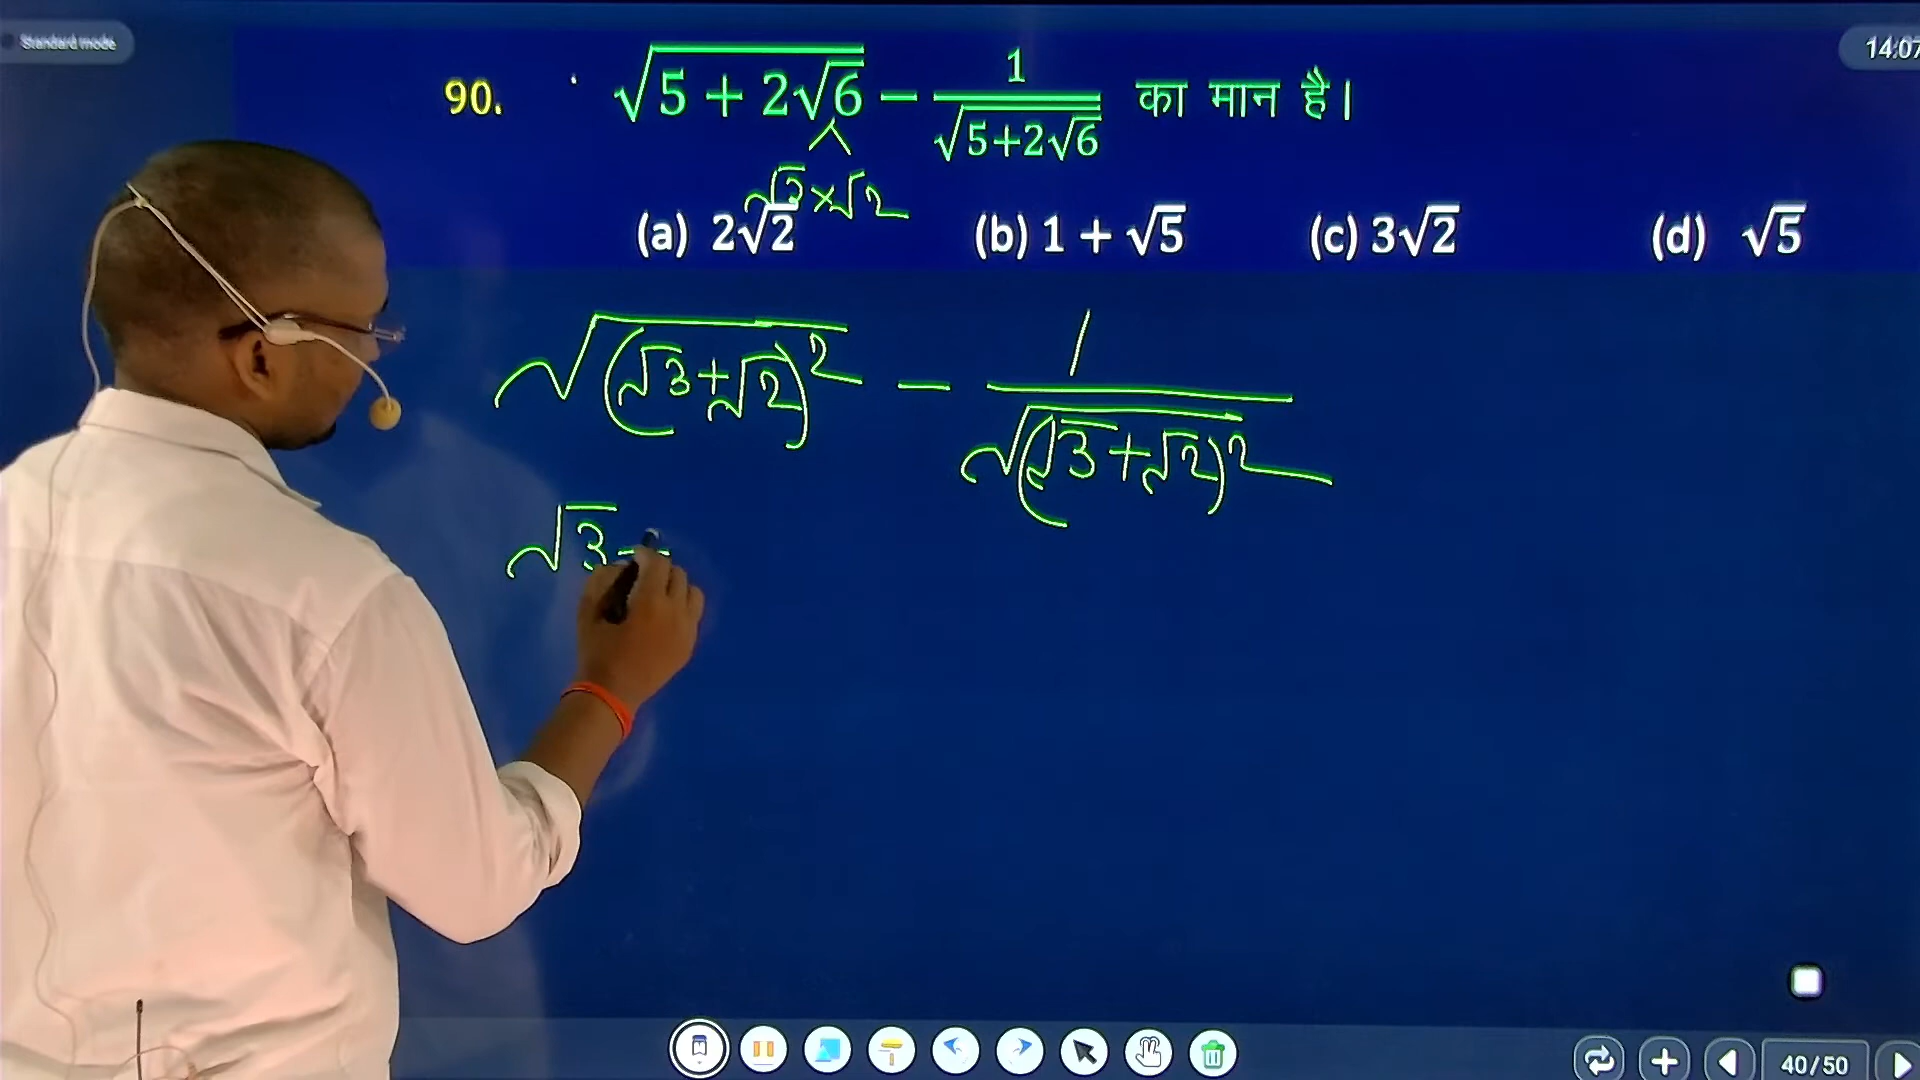 Standard mode
14:07
90. √(5 + 2√6) − 1/√(5+2√6) का मान है।
√3 × √2
(a) 2√2 (b) 1 + √5 (c) 3√2 (d) √5
√((√3+√2)²) − 1/√((√3+√2)²)
√3
40/50